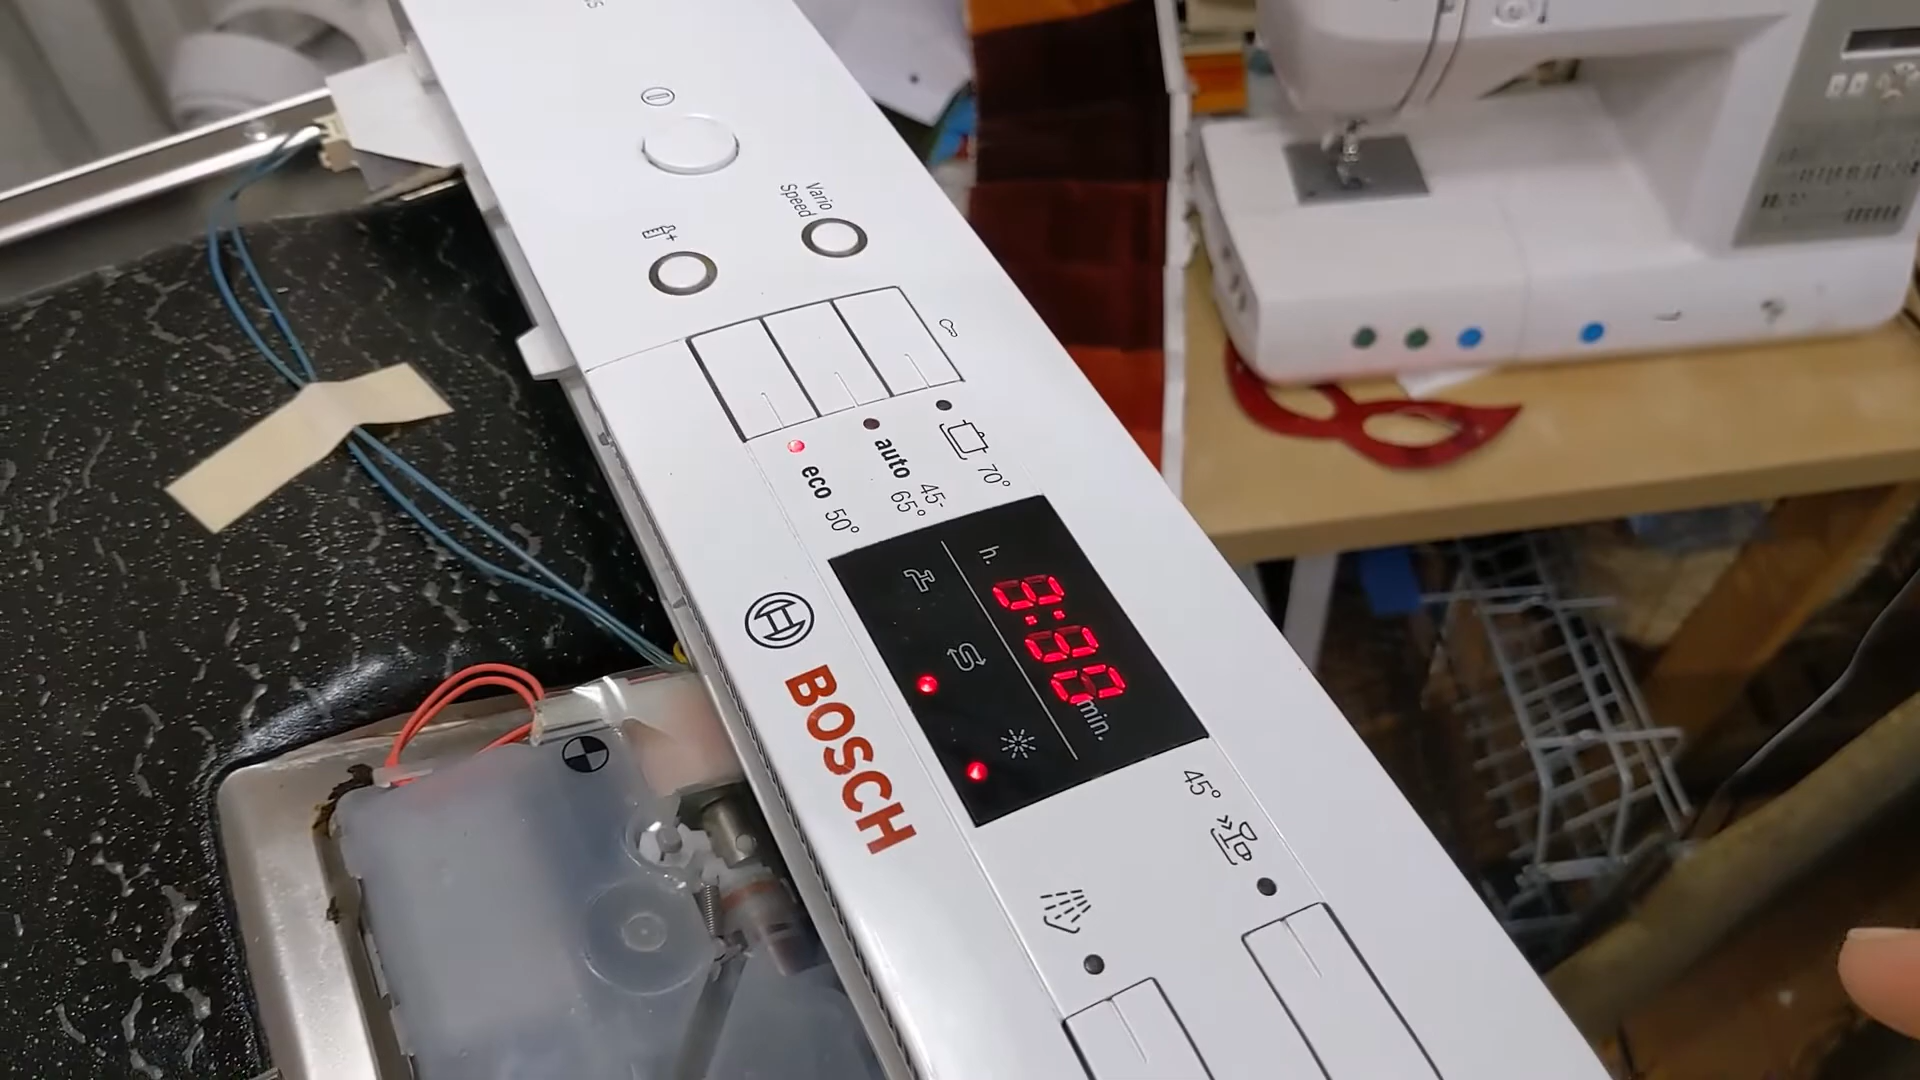 Vario
Speed
eco 50°
auto 45-
65°
70°
h.
8:88
min.
BOSCH
45°